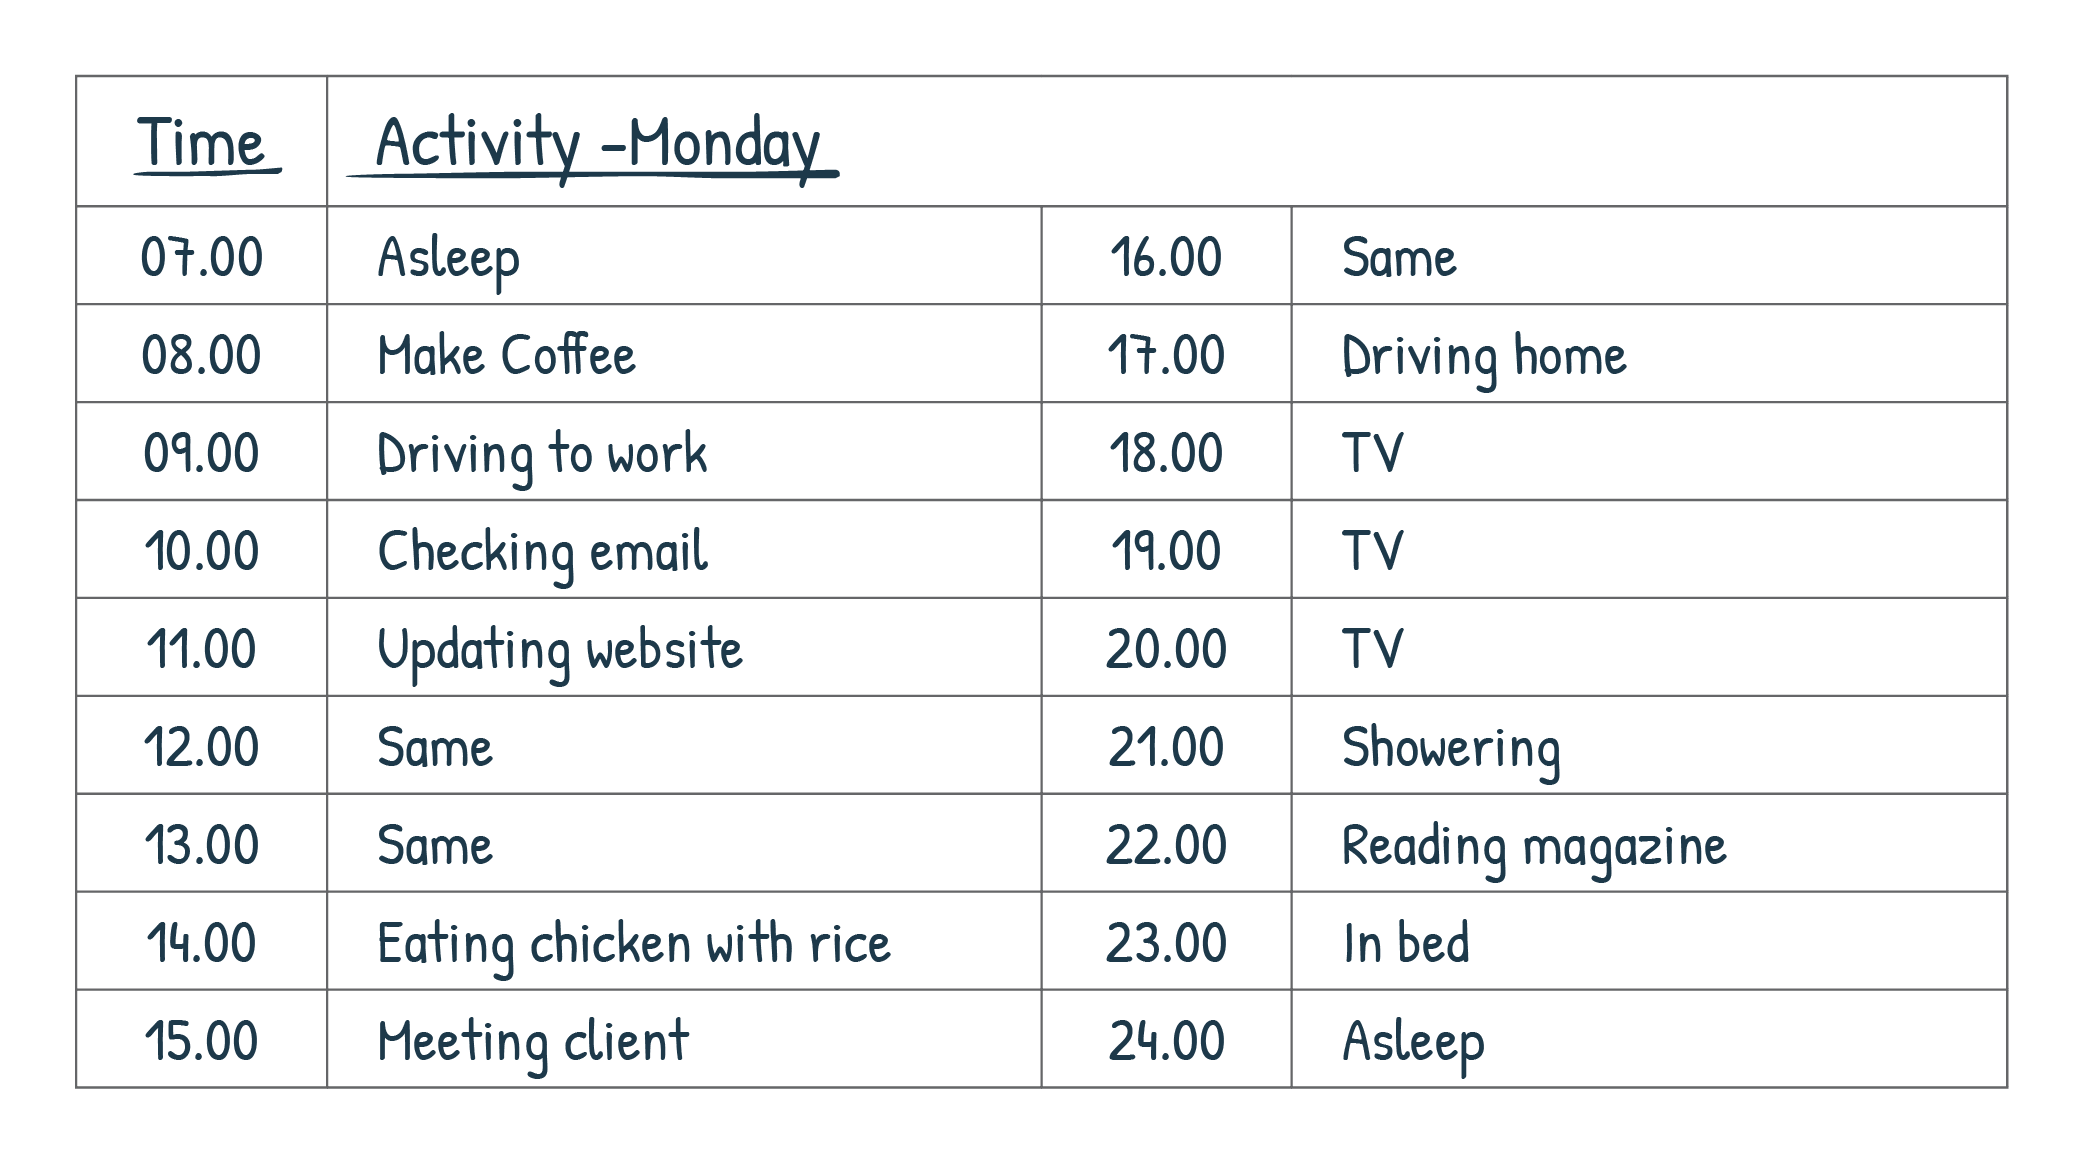 Time Activity -Monday
07.00 Asleep
08.00 Make Coffee
09.00 Driving to work
10.00 Checking email
11.00 Updating website
12.00 Same
13.00 Same
14.00 Eating chicken with rice
15.00 Meeting client
16.00 Same
17.00 Driving home
18.00 TV
19.00 TV
20.00 TV
21.00 Showering
22.00 Reading magazine
23.00 In bed
24.00 Asleep